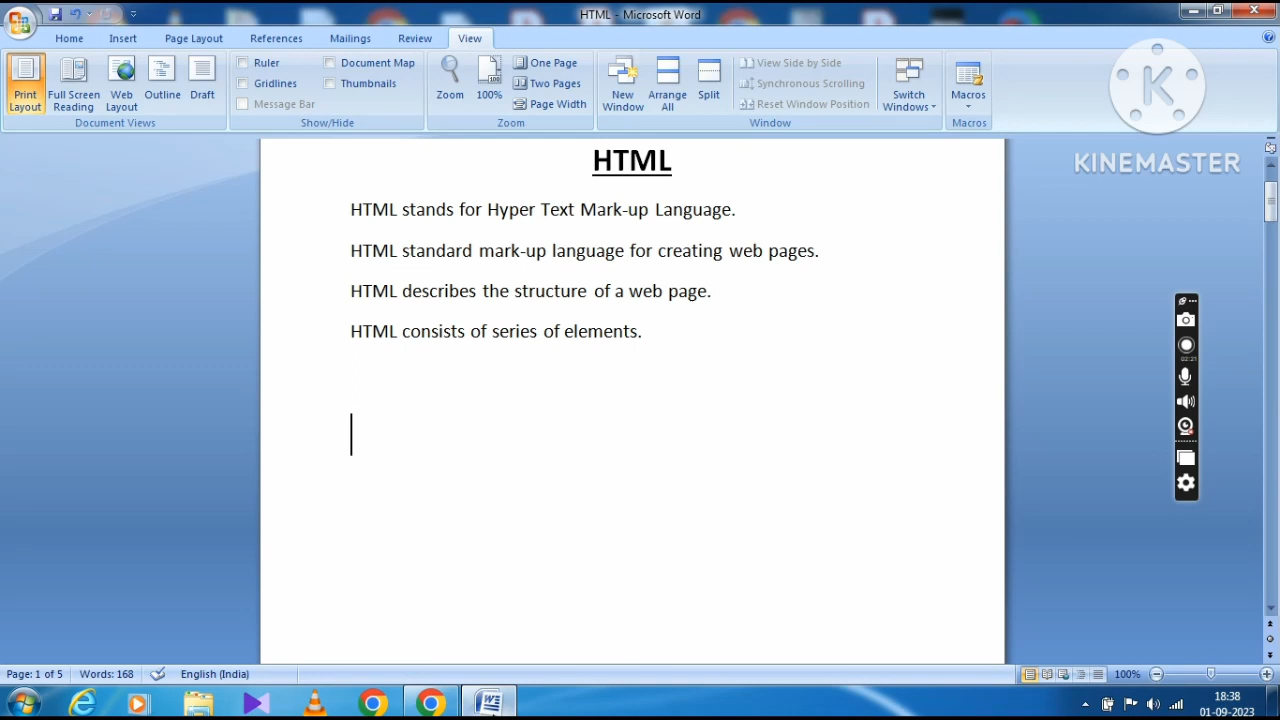 HTML - Microsoft Word
Home Insert Page Layout References Mailings Review View
Print Layout
Full Screen Reading
Web Layout
Outline
Draft
Document Views
Ruler
Gridlines
Message Bar
Document Map
Thumbnails
Show/Hide
Zoom
100%
One Page
Two Pages
Page Width
Zoom
New Window
Arrange All
Split
View Side by Side
Synchronous Scrolling
Reset Window Position
Switch Windows
Window
Macros
Macros
K
KINEMASTER
HTML
HTML stands for Hyper Text Mark-up Language.
HTML standard mark-up language for creating web pages.
HTML describes the structure of a web page.
HTML consists of series of elements.
02:21
Page: 1 of 5 Words: 168 English (India) 100%
18:38
01-09-2023